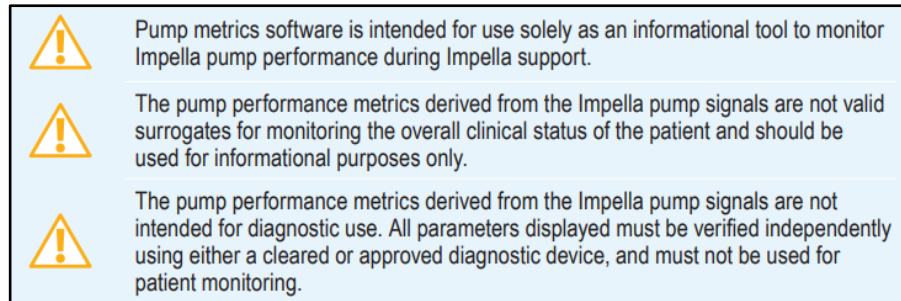 Pump metrics software is intended for use solely as an informational tool to monitor
Impella pump performance during Impella support.
The pump performance metrics derived from the Impella pump signals are not valid
surrogates for monitoring the overall clinical status of the patient and should be
used for informational purposes only.
The pump performance metrics derived from the Impella pump signals are not
intended for diagnostic use. All parameters displayed must be verified independently
using either a cleared or approved diagnostic device, and must not be used for
patient monitoring.